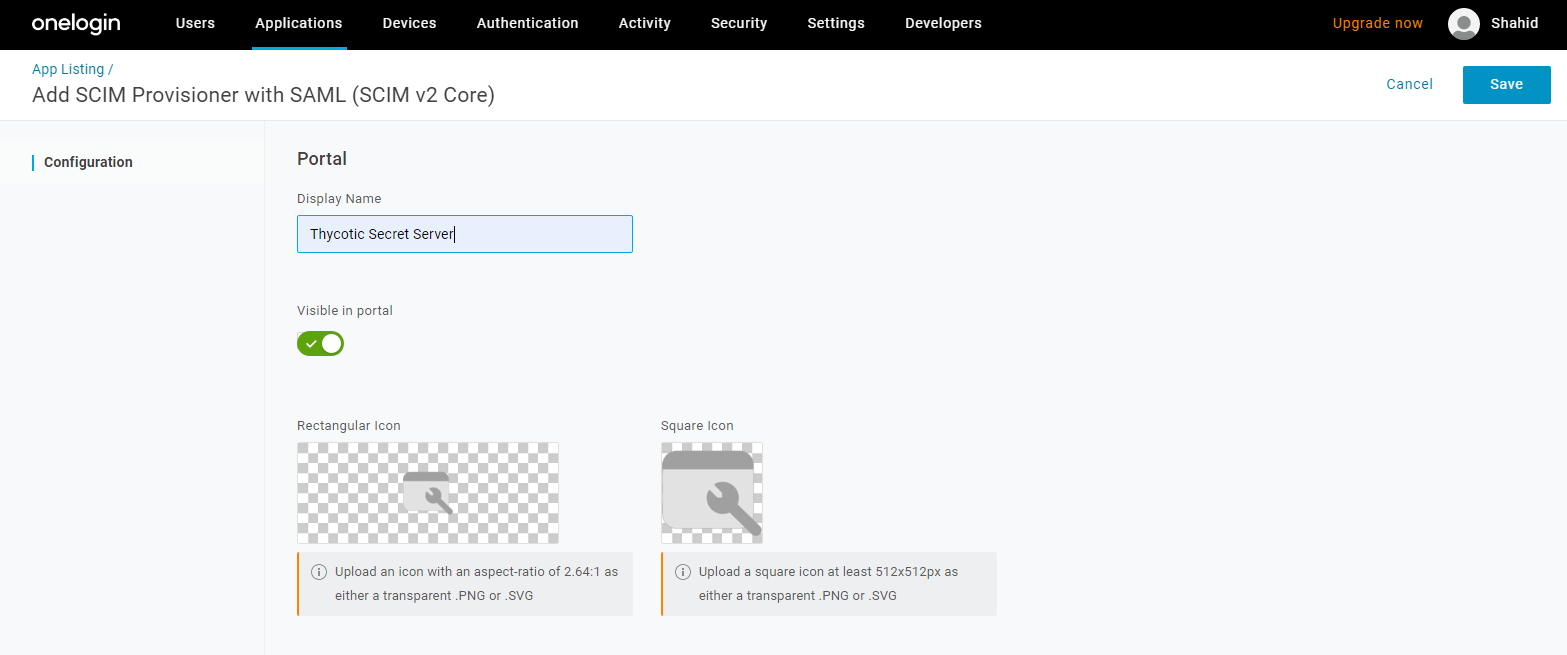 onelogin Users Applications Devices Authentication Activity Security Settings Developers Upgrade now Shahid
App Listing /
Add SCIM Provisioner with SAML (SCIM v2 Core)
Cancel Save
Configuration
Portal
Display Name
Thycotic Secret Server
Visible in portal
Rectangular Icon
Upload an icon with an aspect-ratio of 2.64:1 as
either a transparent .PNG or .SVG
Square Icon
Upload a square icon at least 512x512px as
either a transparent .PNG or .SVG